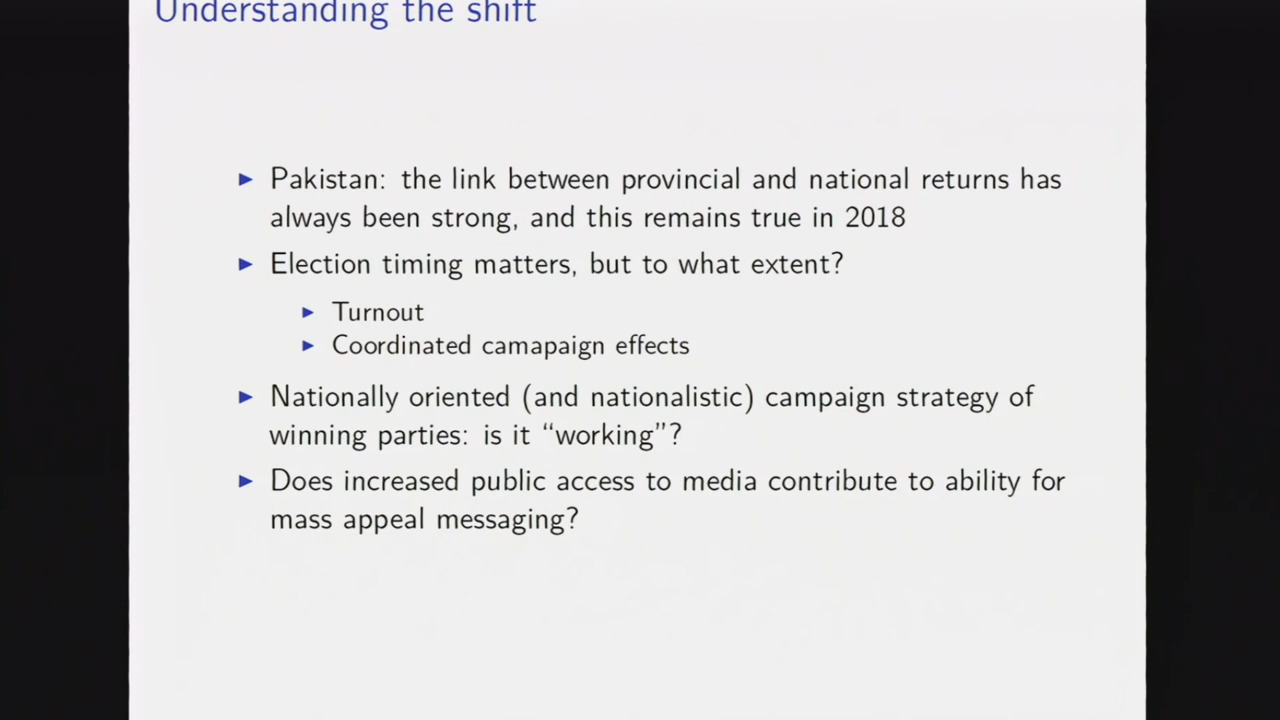 Understanding the shift
Pakistan: the link between provincial and national returns has
always been strong, and this remains true in 2018
Election timing matters, but to what extent?
Turnout
Coordinated camapaign effects
Nationally oriented (and nationalistic) campaign strategy of
winning parties: is it “working”?
Does increased public access to media contribute to ability for
mass appeal messaging?